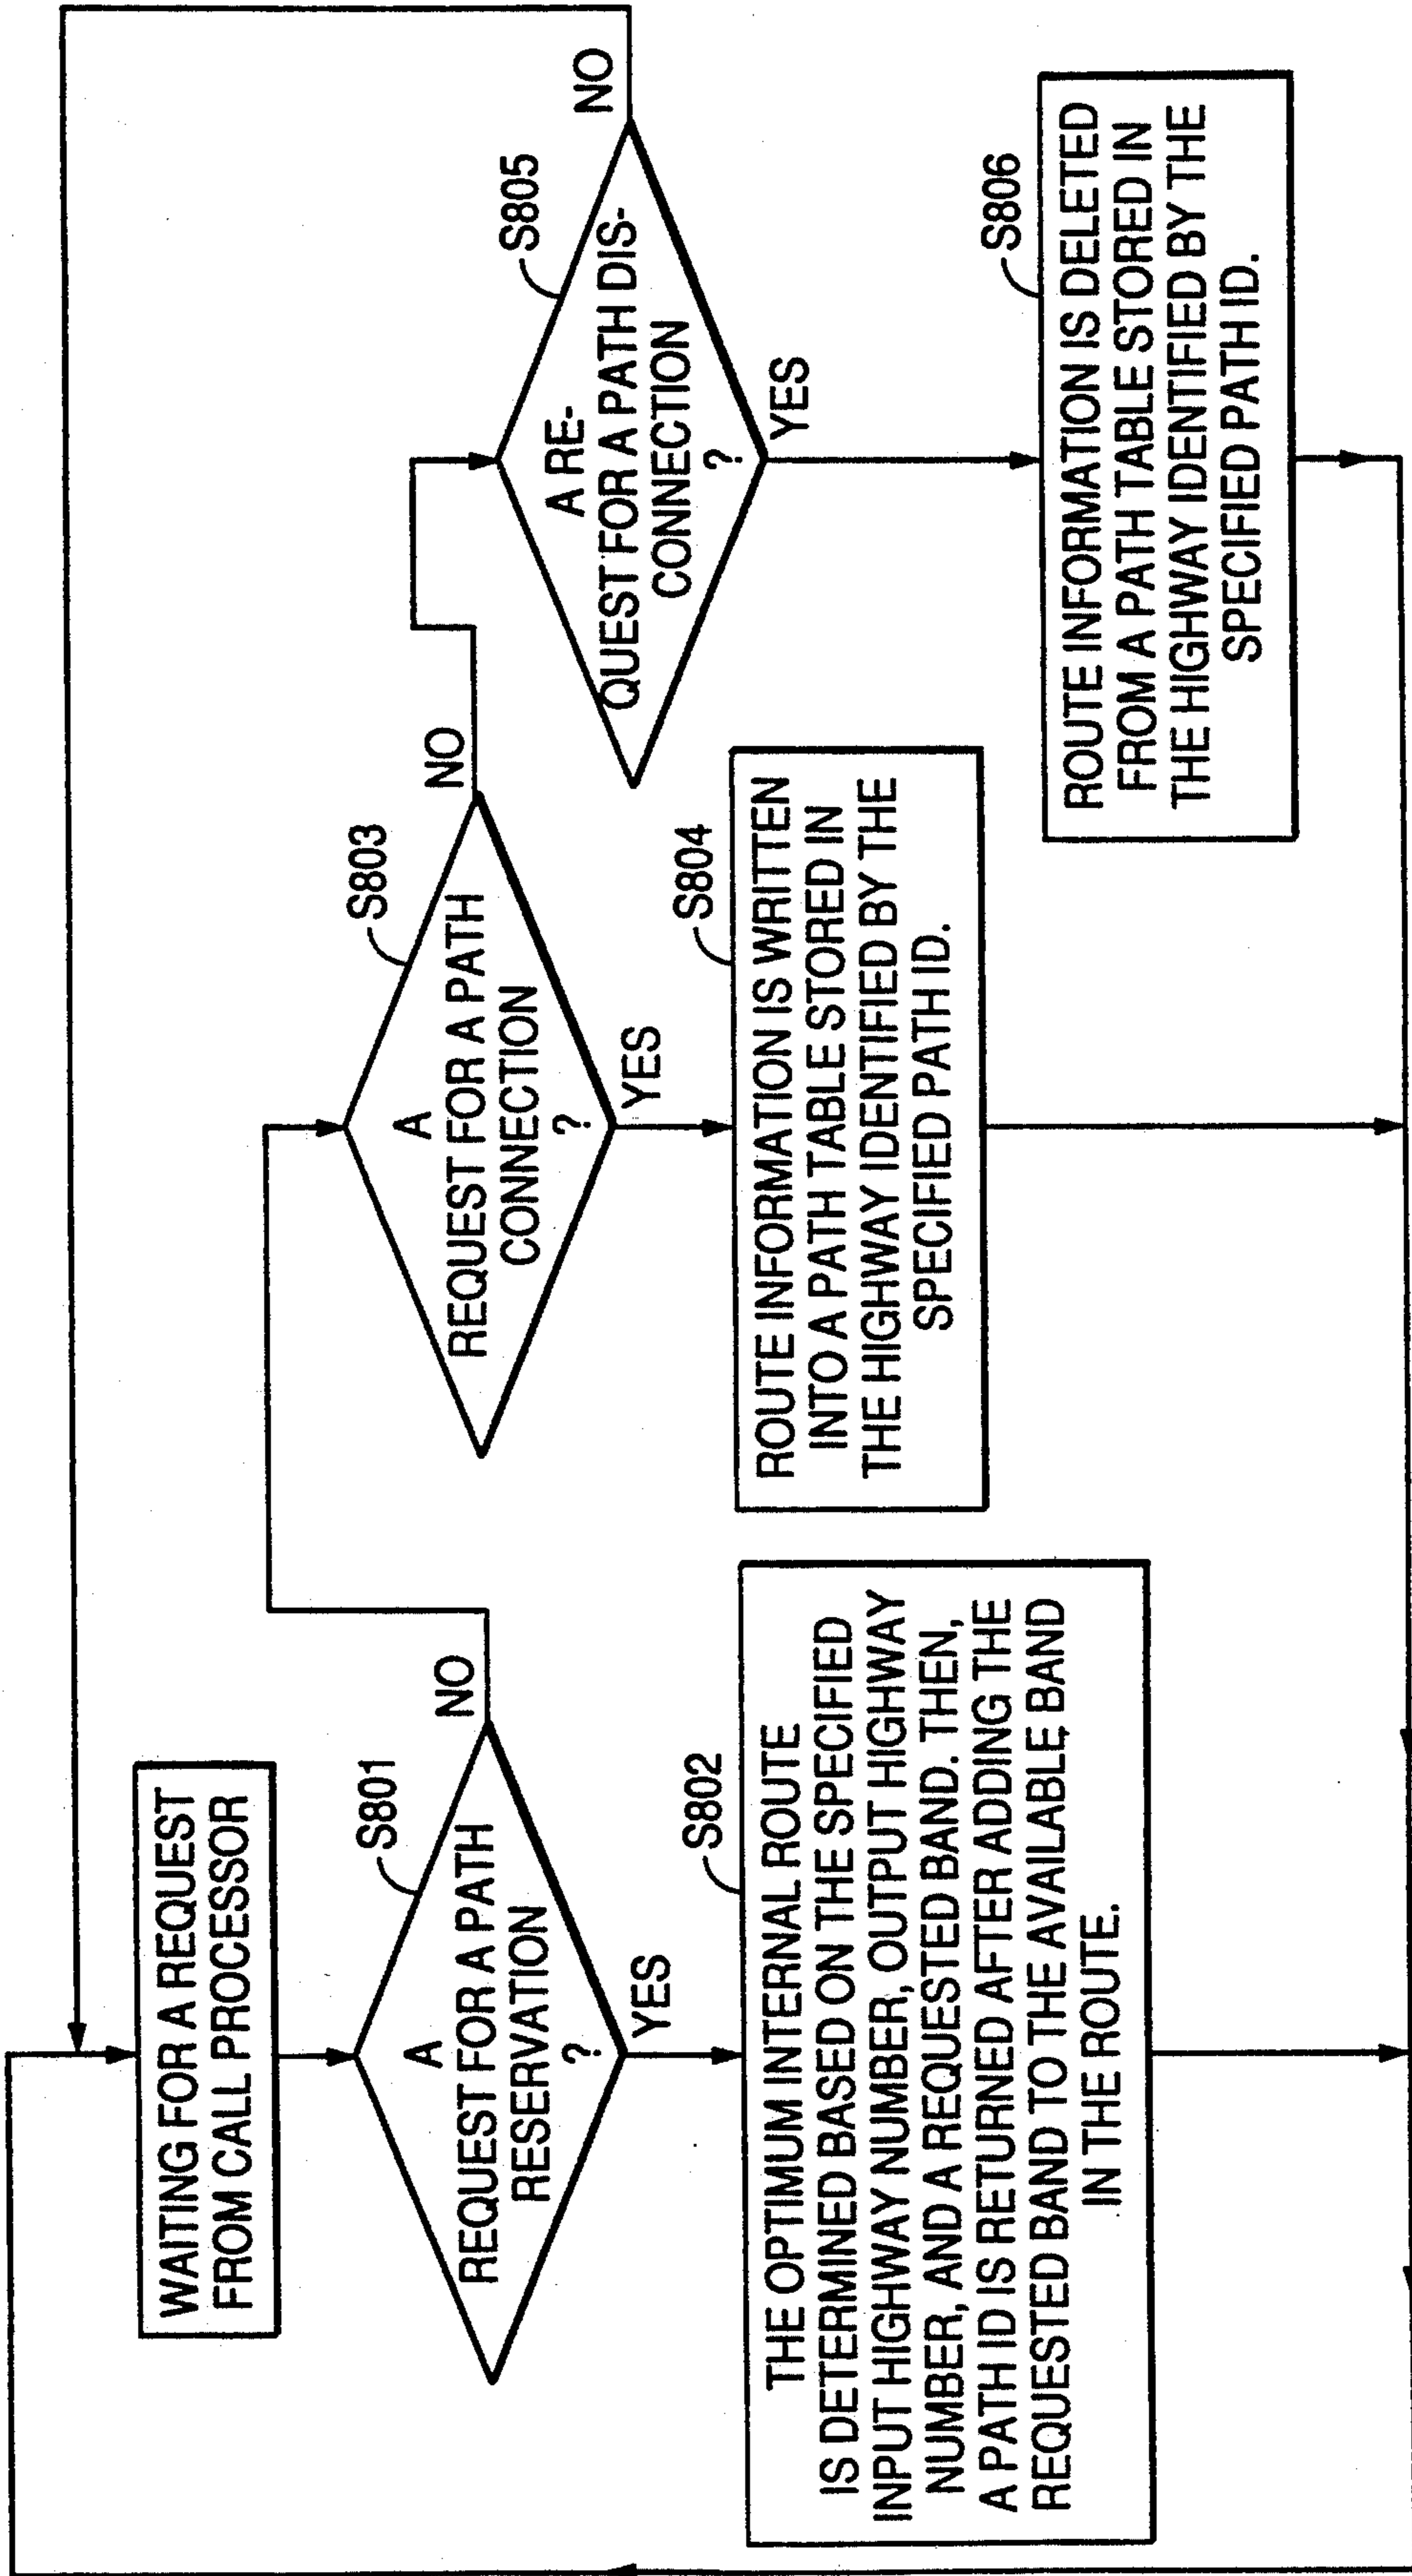 WAITING FOR A REQUEST
FROM CALL PROCESSOR
S801
A
REQUEST FOR A PATH
RESERVATION
?
NO
YES
S802
THE OPTIMUM INTERNAL ROUTE
IS DETERMINED BASED ON THE SPECIFIED
INPUT HIGHWAY NUMBER, OUTPUT HIGHWAY
NUMBER, AND A REQUESTED BAND. THEN,
A PATH ID IS RETURNED AFTER ADDING THE
REQUESTED BAND TO THE AVAILABLE BAND
IN THE ROUTE.
S803
A
REQUEST FOR A PATH
CONNECTION
?
NO
YES
S804
ROUTE INFORMATION IS WRITTEN
INTO A PATH TABLE STORED IN
THE HIGHWAY IDENTIFIED BY THE
SPECIFIED PATH ID.
S805
A RE-
QUEST FOR A PATH DIS-
CONNECTION
?
NO
YES
S806
ROUTE INFORMATION IS DELETED
FROM A PATH TABLE STORED IN
THE HIGHWAY IDENTIFIED BY THE
SPECIFIED PATH ID.